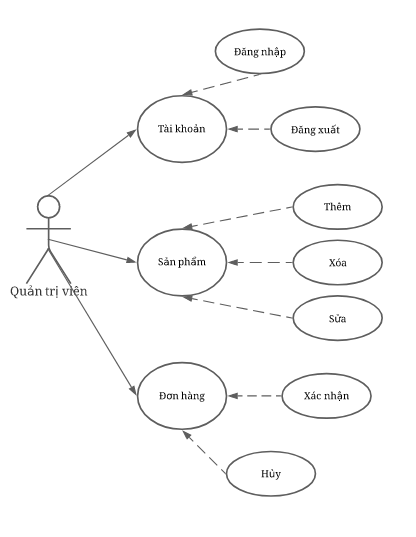 Đăng nhập
Tài khoản
Đăng xuất
Thêm
Sản phẩm
Xóa
Quản trị viên
Sửa
Đơn hàng
Xác nhận
Hủy